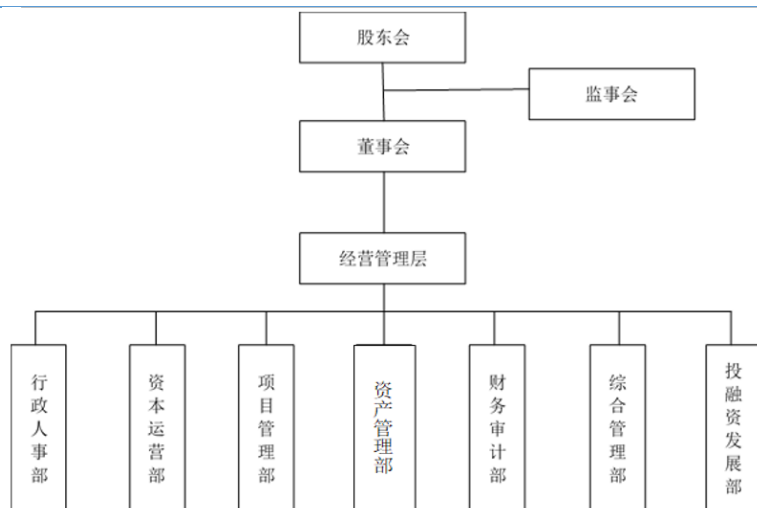 股东会
监事会
董事会
经营管理层
行政人事部
资本运营部
项目管理部
资产管理部
财务审计部
综合管理部
投融资发展部